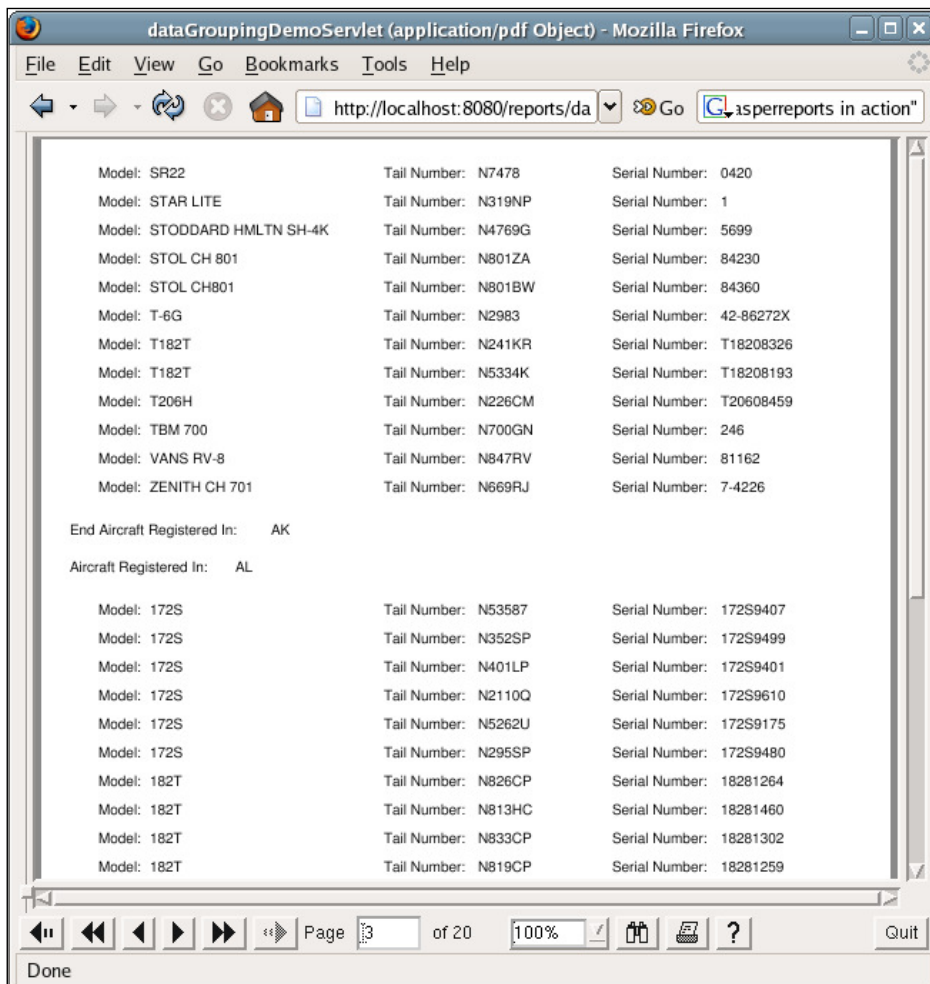 dataGroupingDemoServlet (application/pdf Object) - Mozilla Firefox
File Edit View Go Bookmarks Tools Help
http://localhost:8080/reports/da Go G asperreports in action"
Model: SR22 Tail Number: N7478 Serial Number: 0420
Model: STAR LITE Tail Number: N319NP Serial Number: 1
Model: STODDARD HMLTN SH-4K Tail Number: N4769G Serial Number: 5699
Model: STOL CH 801 Tail Number: N801ZA Serial Number: 84230
Model: STOL CH801 Tail Number: N801BW Serial Number: 84360
Model: T-6G Tail Number: N2983 Serial Number: 42-86272X
Model: T182T Tail Number: N241KR Serial Number: T18208326
Model: T182T Tail Number: N5334K Serial Number: T18208193
Model: T206H Tail Number: N226CM Serial Number: T20608459
Model: TBM 700 Tail Number: N700GN Serial Number: 246
Model: VANS RV-8 Tail Number: N847RV Serial Number: 81162
Model: ZENITH CH 701 Tail Number: N669RJ Serial Number: 7-4226
End Aircraft Registered In: AK
Aircraft Registered In: AL
Model: 172S Tail Number: N53587 Serial Number: 172S9407
Model: 172S Tail Number: N352SP Serial Number: 172S9499
Model: 172S Tail Number: N401LP Serial Number: 172S9401
Model: 172S Tail Number: N2110Q Serial Number: 172S9610
Model: 172S Tail Number: N5262U Serial Number: 172S9175
Model: 172S Tail Number: N295SP Serial Number: 172S9480
Model: 182T Tail Number: N826CP Serial Number: 18281264
Model: 182T Tail Number: N813HC Serial Number: 18281460
Model: 182T Tail Number: N833CP Serial Number: 18281302
Model: 182T Tail Number: N819CP Serial Number: 18281259
Page 3 of 20 100% ? Quit
Done